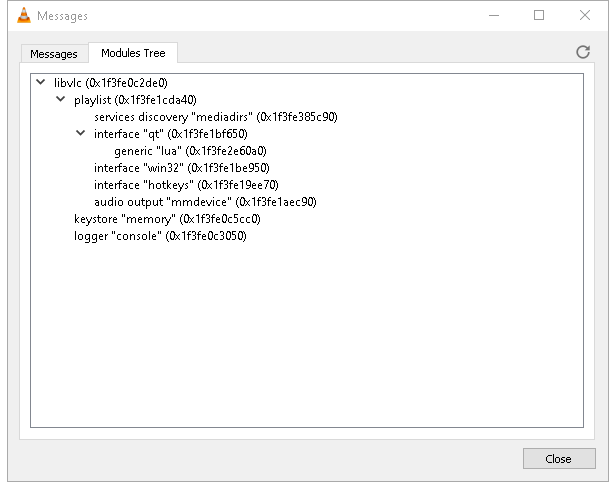 Messages
Messages
Modules Tree
libvlc (0x1f3fe0c2de0)
playlist (0x1f3fe1cda40)
services discovery "mediadirs" (0x1f3fe385c90)
interface "qt" (0x1f3fe1bf650)
generic "lua" (0x1f3fe2e60a0)
interface "win32" (0x1f3fe1be950)
interface "hotkeys" (0x1f3fe19ee70)
audio output "mmdevice" (0x1f3fe1aec90)
keystore "memory" (0x1f3fe0c5cc0)
logger "console" (0x1f3fe0c3050)
Close